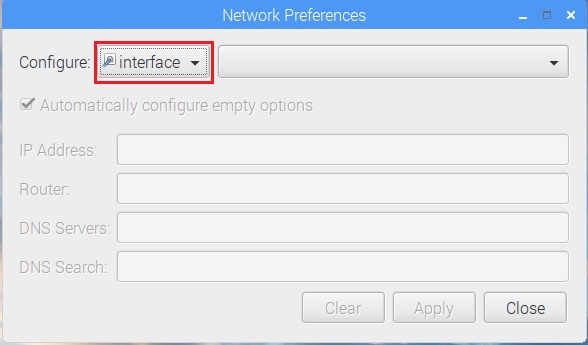 Network Preferences
Configure: interface
Automatically configure empty options
IP Address:
Router:
DNS Servers:
DNS Search:
Clear Apply Close